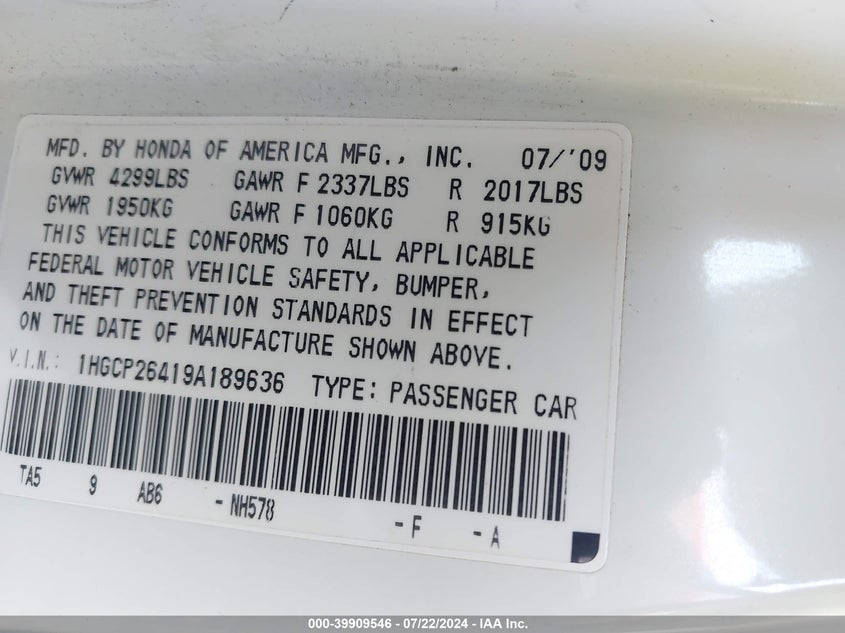 MFD. BY HONDA OF AMERICA MFG., INC. 07/'09
GVWR 4299LBS GAWR F 2337LBS R 2017LBS
GVWR 1950KG GAWR F 1060KG R 915KG
THIS VEHICLE CONFORMS TO ALL APPLICABLE
FEDERAL MOTOR VEHICLE SAFETY, BUMPER,
AND THEFT PREVENTION STANDARDS IN EFFECT
ON THE DATE OF MANUFACTURE SHOWN ABOVE.
V.I.N.: 1HGCP26419A189636 TYPE: PASSENGER CAR
TA5 9 AB6 - NH578 - F - A
000-39909546 - 07/22/2024 - IAA Inc.